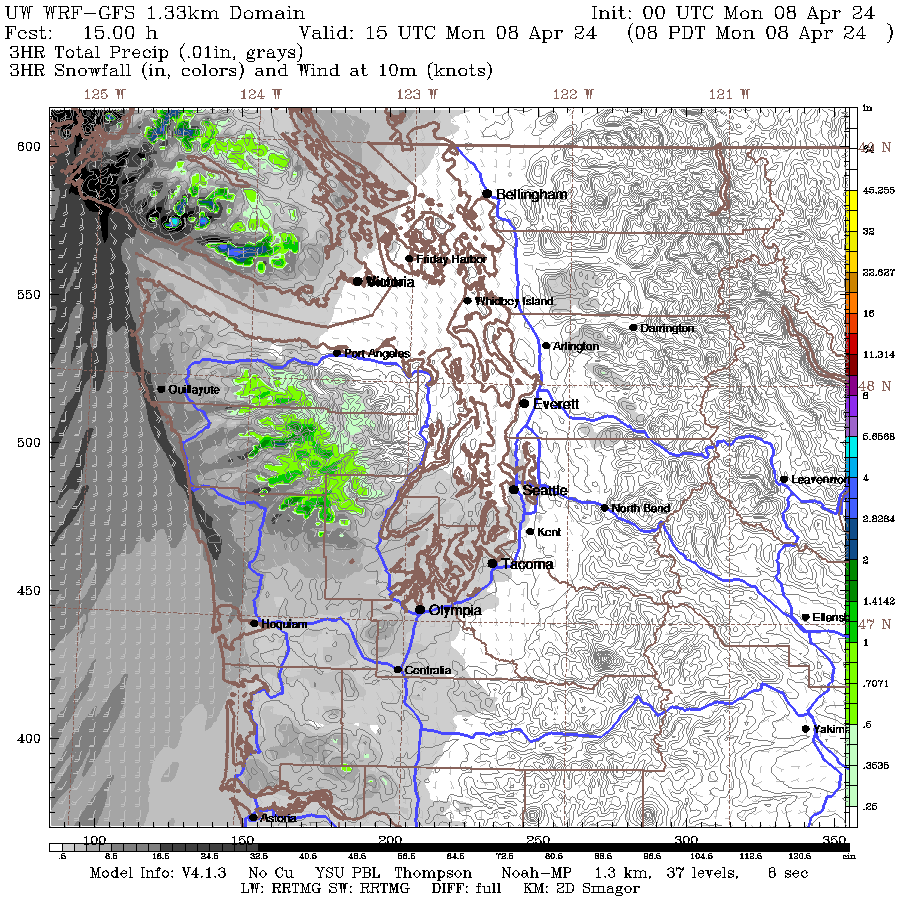 UW WRF-GFS 1.33km Domain Init: 00 UTC Mon 08 Apr 24
Fcst: 15.00 h Valid: 15 UTC Mon 08 Apr 24 (08 PDT Mon 08 Apr 24 )
3HR Total Precip (.01in, grays)
3HR Snowfall (in, colors) and Wind at 10m (knots)
125 W 124 W 123 W 122 W 121 W
in
600 N
Bellingham
45.255
32
Friday Harbor
22.627
Victoria
550 Whidbey Island
16
Darrington
Arlington
Port Angeles 11.314
Quillayute 48 N
8
Everett
500 5.6568
Leavenwor
4
Seattle
North Bend
2.8284
Kent
Tacoma 2
450
1.4142
Olympia
Ellens
Hoquiam 47 N
1
Centralia
.7071
.5
Yakima
400
.3535
.25
Astoria
100 150 200 250 300 350
.5 8.5 16.5 24.5 32.5 40.5 48.5 56.5 64.5 72.5 80.5 88.5 96.5 104.5 112.5 120.5 cin
Model Info: V4.1.3 No Cu YSU PBL Thompson Noah-MP 1.3 km, 37 levels, 8 sec
LW: RRTMG SW: RRTMG DIFF: full KM: 2D Smagor